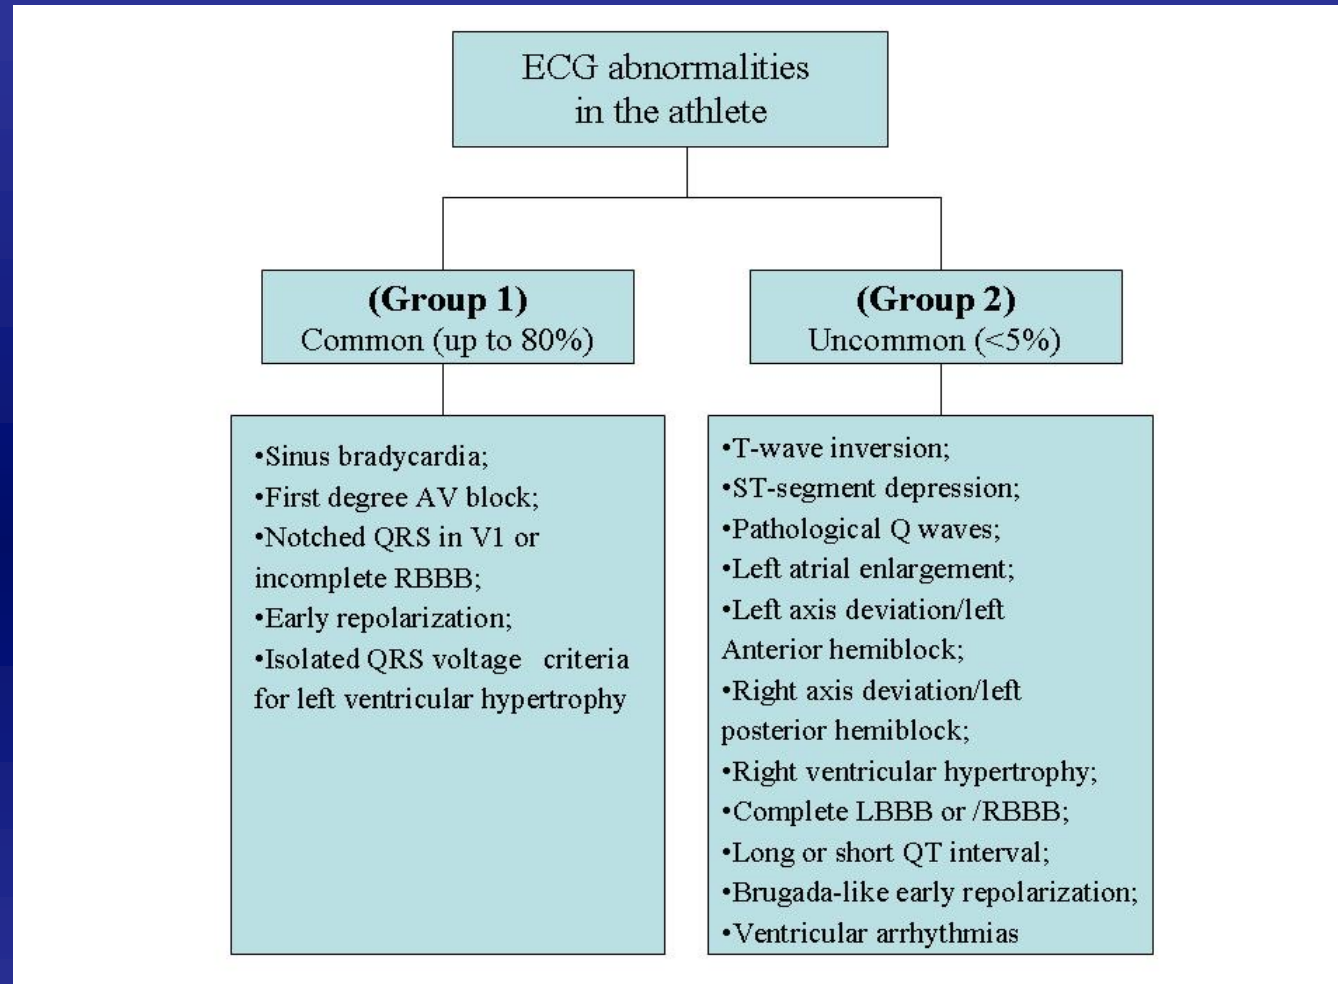 ECG abnormalities
in the athlete
(Group 1)
Common (up to 80%)
•Sinus bradycardia;
•First degree AV block;
•Notched QRS in V1 or
incomplete RBBB;
•Early repolarization;
•Isolated QRS voltage criteria
for left ventricular hypertrophy
(Group 2)
Uncommon (<5%)
•T-wave inversion;
•ST-segment depression;
•Pathological Q waves;
•Left atrial enlargement;
•Left axis deviation/left
Anterior hemiblock;
•Right axis deviation/left
posterior hemiblock;
•Right ventricular hypertrophy;
•Complete LBBB or /RBBB;
•Long or short QT interval;
•Brugada-like early repolarization;
•Ventricular arrhythmias